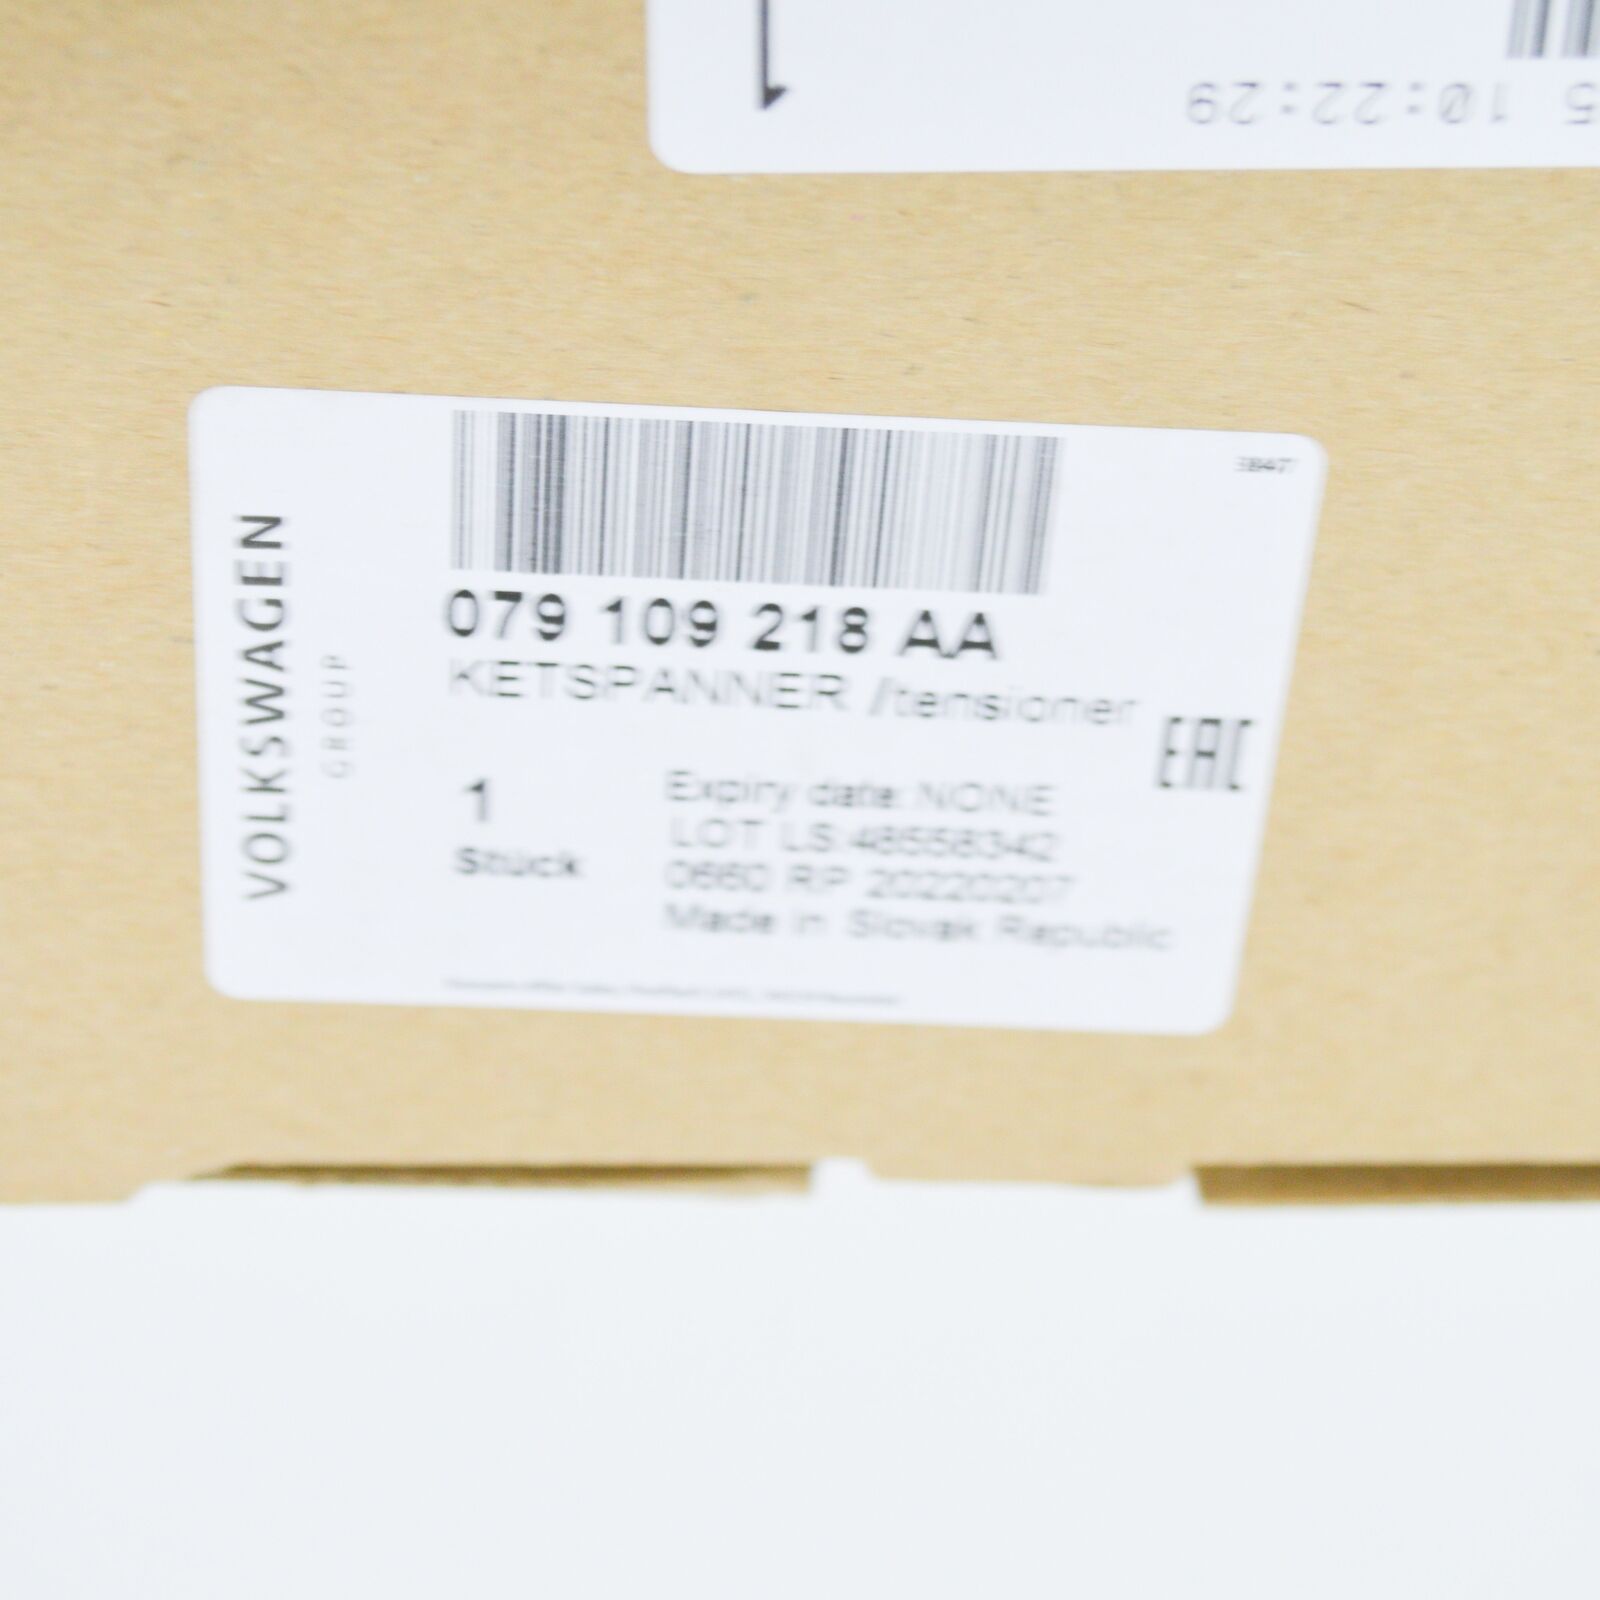 5 10:22:29
VOLKSWAGEN
GROUP
079 109 218 AA
KETSPANNER /tensioner
EAC
1
Stück
Expiry date:NONE
LOT LS:48558342
0660 RP 20220207
Made in Slovak Republic